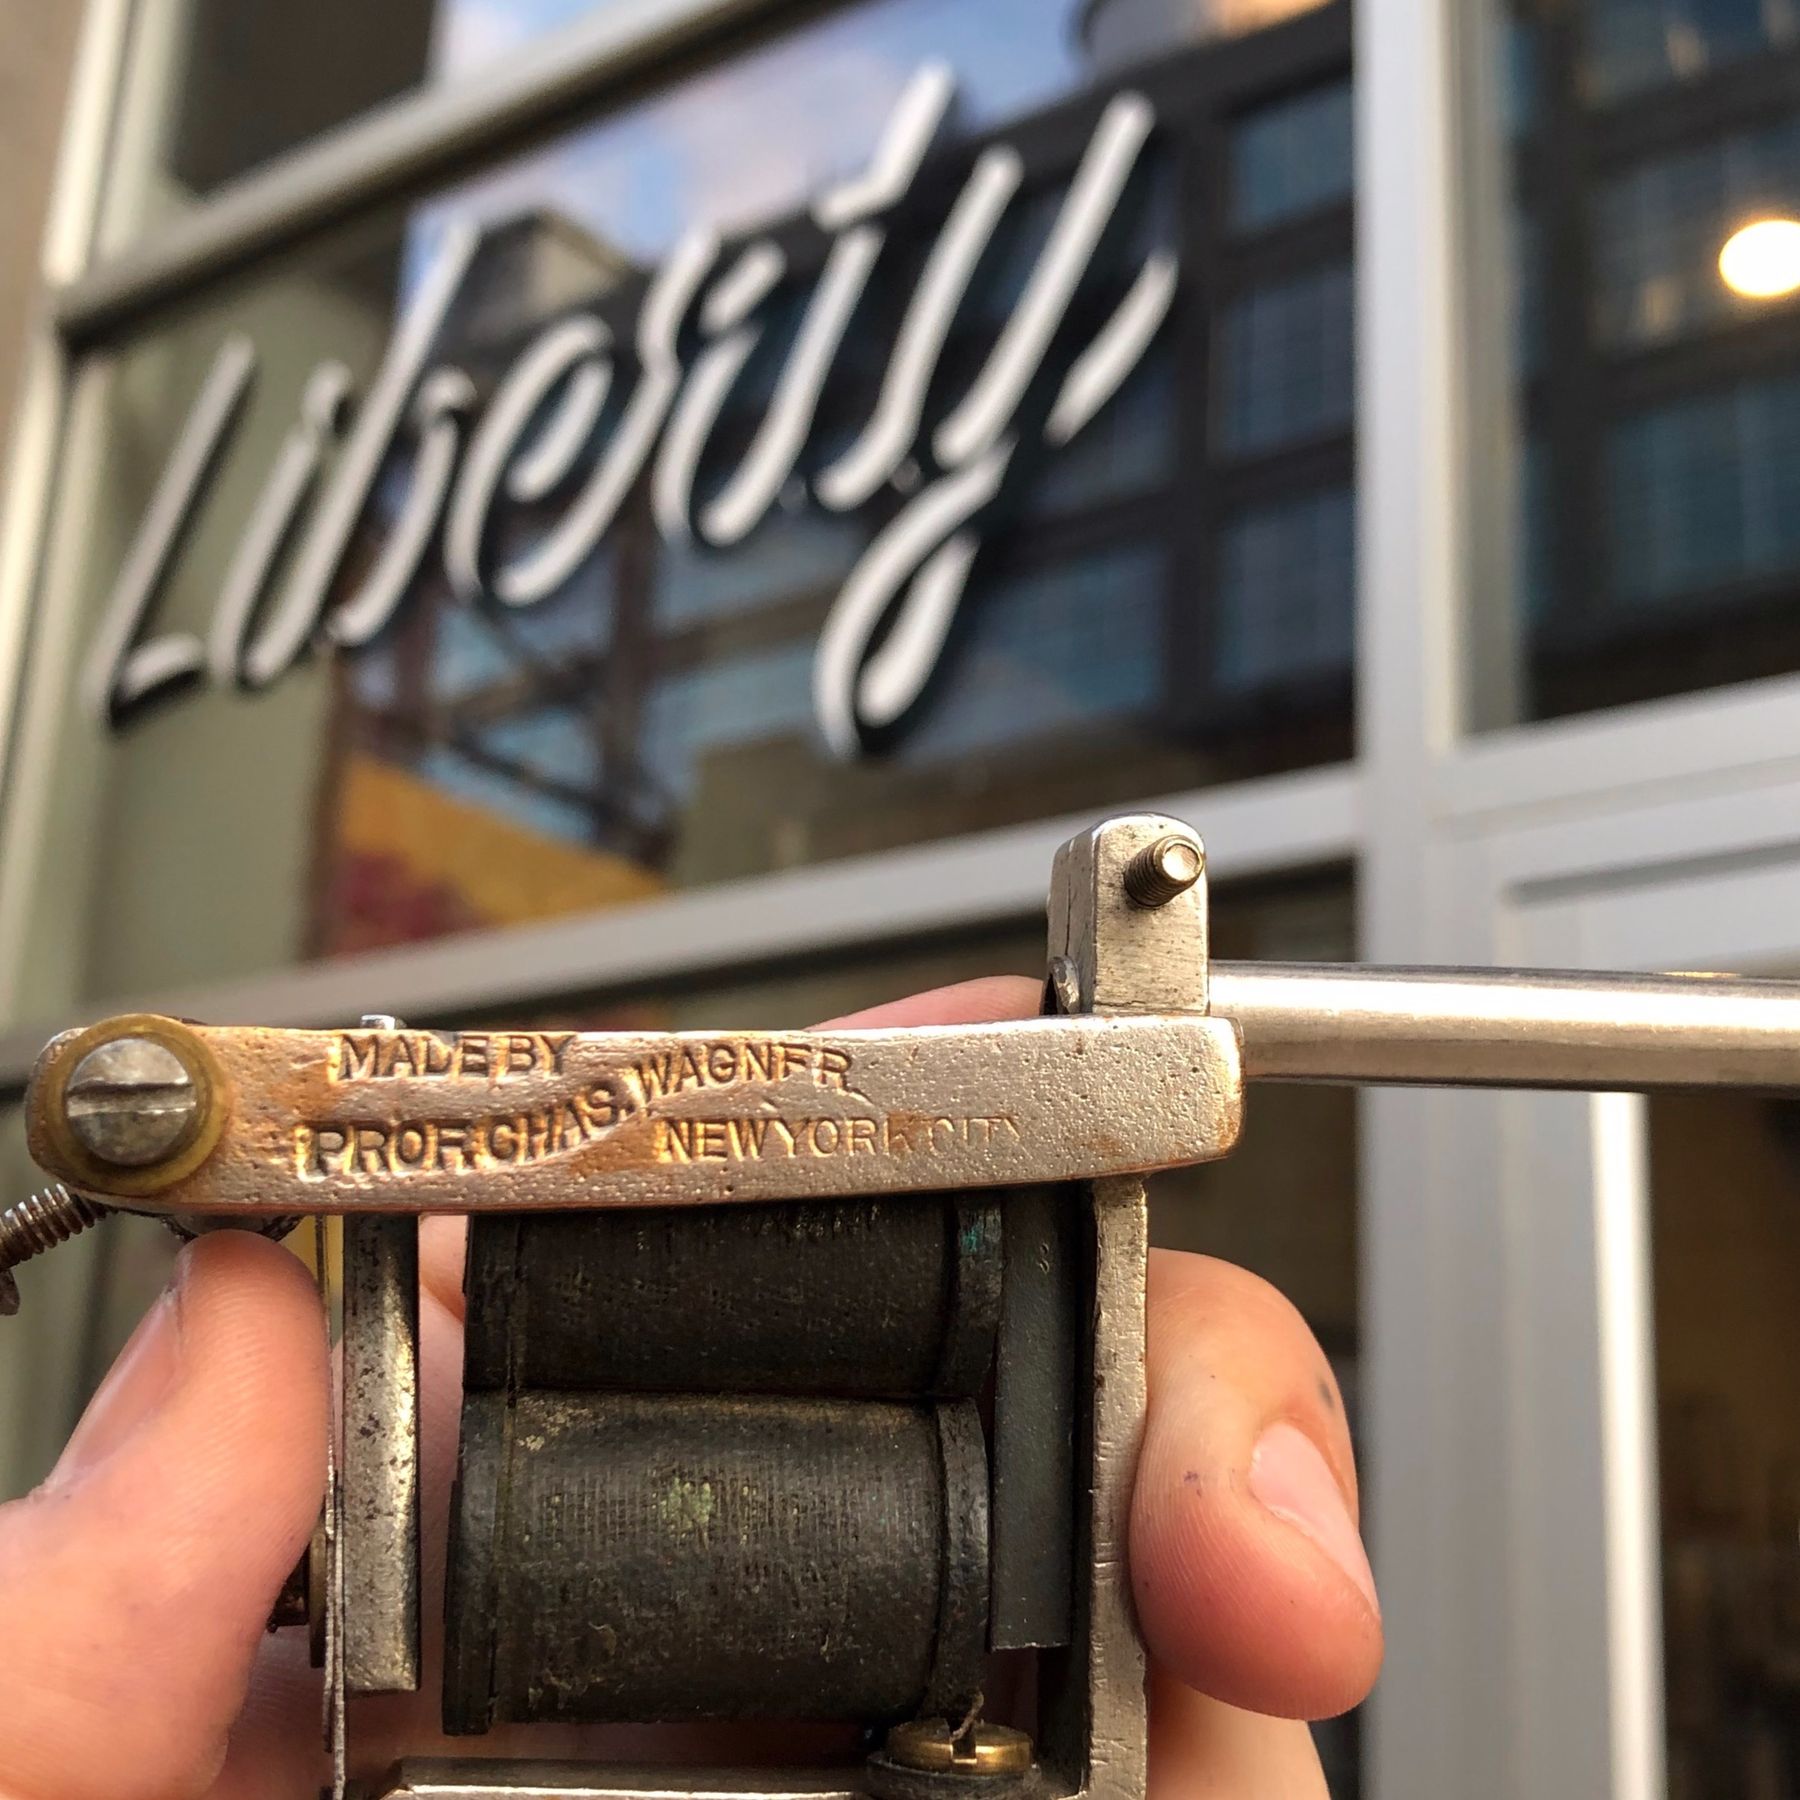 Liberty,
MADE BY
PROF. CHAS. WAGNER
NEW YORK CITY